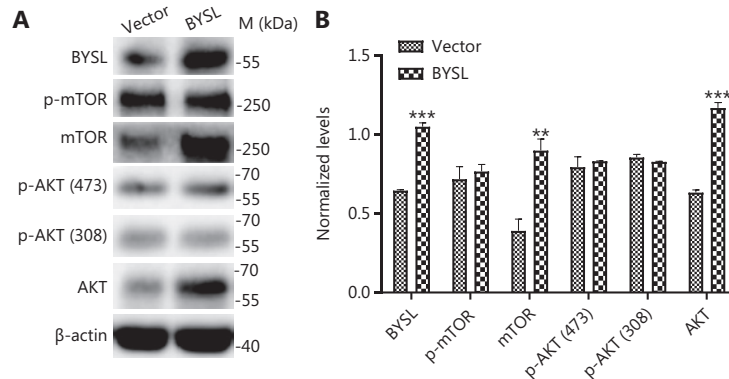 A
Vector
BYSL
M (kDa)
BYSL
-55
p-mTOR
-250
mTOR
-250
p-AKT (473)
-70
-55
p-AKT (308)
-70
-55
AKT
-70
-55
β-actin
-40
B
Vector
BYSL
Normalized levels
1.5
1.0
0.5
0.0
***
**
***
BYSL
p-mTOR
mTOR
p-AKT (473)
p-AKT (308)
AKT